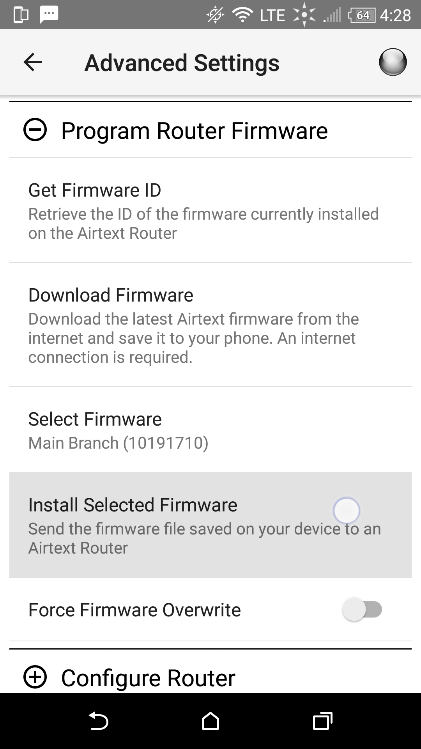 LTE 64 4:28
Advanced Settings
Program Router Firmware
Get Firmware ID
Retrieve the ID of the firmware currently installed
on the Airtext Router
Download Firmware
Download the latest Airtext firmware from the
internet and save it to your phone. An internet
connection is required.
Select Firmware
Main Branch (10191710)
Install Selected Firmware
Send the firmware file saved on your device to an
Airtext Router
Force Firmware Overwrite
Configure Router